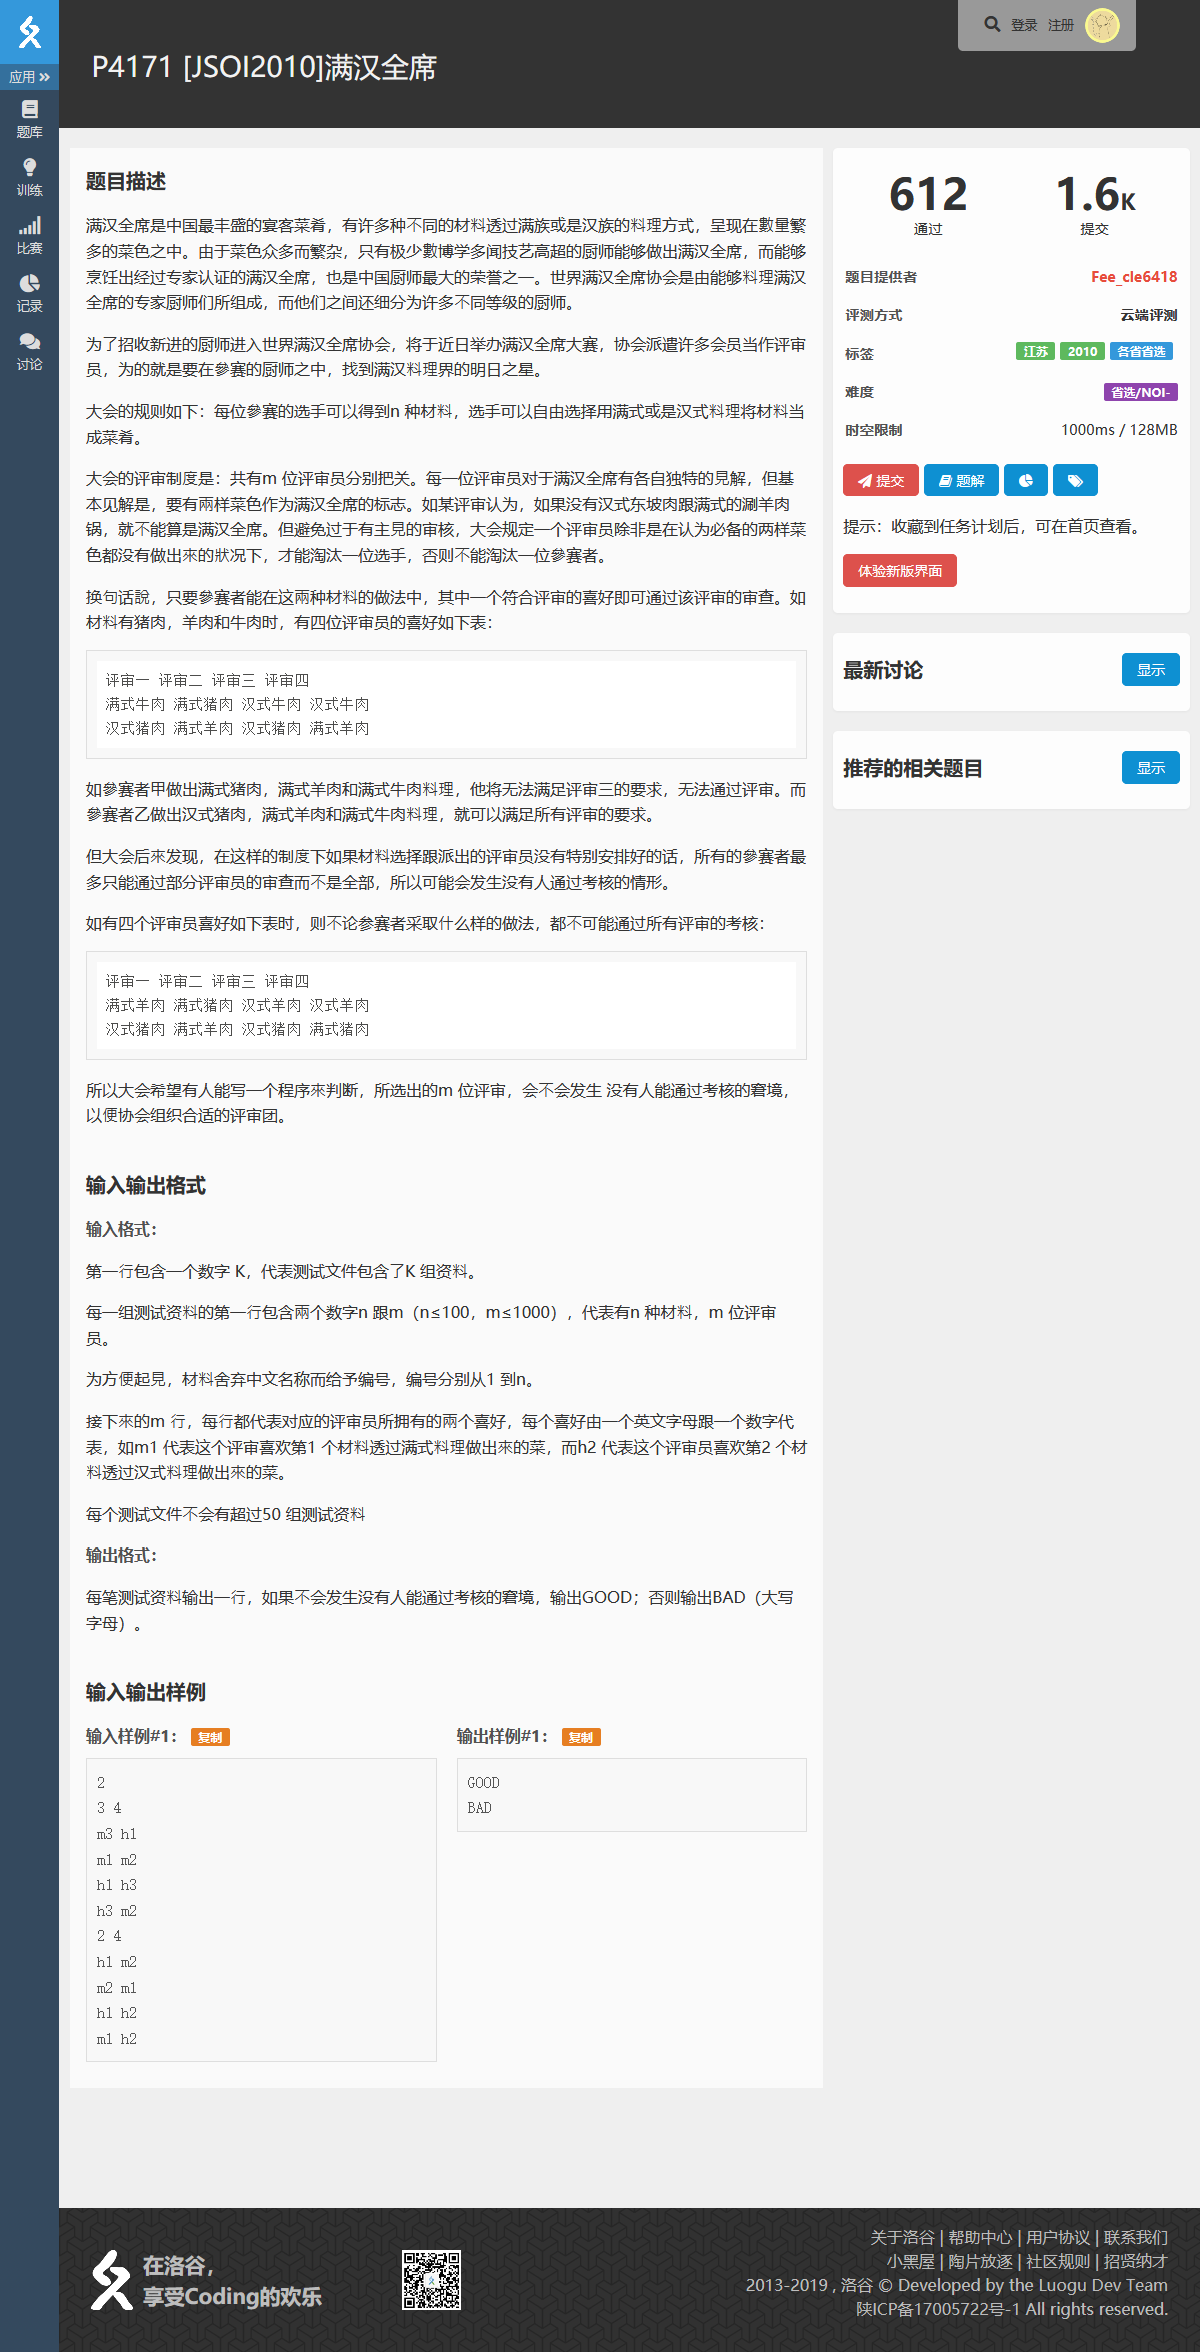 登录 注册
P4171 [JSOI2010]满汉全席
应用
题库
训练
比赛
记录
讨论
题目描述
满汉全席是中国最丰盛的宴客菜肴，有许多种不同的材料透过满族或是汉族的料理方式，呈现在數量繁
多的菜色之中。由于菜色众多而繁杂，只有极少數博学多闻技艺高超的厨师能够做出满汉全席，而能够
烹饪出经过专家认证的满汉全席，也是中国厨师最大的荣誉之一。世界满汉全席协会是由能够料理满汉
全席的专家厨师们所组成，而他们之间还细分为许多不同等级的厨师。
为了招收新进的厨师进入世界满汉全席协会，将于近日举办满汉全席大赛，协会派遣许多会员当作评审
员，为的就是要在參赛的厨师之中，找到满汉料理界的明日之星。
大会的规则如下：每位參赛的选手可以得到n 种材料，选手可以自由选择用满式或是汉式料理将材料当
成菜肴。
大会的评审制度是：共有m 位评审员分别把关。每一位评审员对于满汉全席有各自独特的見解，但基
本见解是，要有兩样菜色作为满汉全席的标志。如某评审认为，如果没有汉式东坡肉跟满式的涮羊肉
锅，就不能算是满汉全席。但避免过于有主見的审核，大会规定一个评审员除非是在认为必备的两样菜
色都没有做出來的狀况下，才能淘汰一位选手，否则不能淘汰一位參赛者。
换句话說，只要參赛者能在这兩种材料的做法中，其中一个符合评审的喜好即可通过该评审的审查。如
材料有猪肉，羊肉和牛肉时，有四位评审员的喜好如下表：
评审一 评审二 评审三 评审四
满式牛肉 满式猪肉 汉式牛肉 汉式牛肉
汉式猪肉 满式羊肉 汉式猪肉 满式羊肉
如參赛者甲做出满式猪肉，满式羊肉和满式牛肉料理，他将无法满足评审三的要求，无法通过评审。而
參赛者乙做出汉式猪肉，满式羊肉和满式牛肉料理，就可以满足所有评审的要求。
但大会后來发现，在这样的制度下如果材料选择跟派出的评审员没有特别安排好的话，所有的參赛者最
多只能通过部分评审员的审查而不是全部，所以可能会发生没有人通过考核的情形。
如有四个评审员喜好如下表时，则不论参赛者采取什么样的做法，都不可能通过所有评审的考核：
评审一 评审二 评审三 评审四
满式羊肉 满式猪肉 汉式羊肉 汉式羊肉
汉式猪肉 满式羊肉 汉式猪肉 满式猪肉
所以大会希望有人能写一个程序來判断，所选出的m 位评审，会不会发生 没有人能通过考核的窘境，
以便协会组织合适的评审团。
输入输出格式
输入格式：
第一行包含一个数字 K，代表测试文件包含了K 组资料。
每一组测试资料的第一行包含兩个数字n 跟m（n≤100，m≤1000），代表有n 种材料，m 位评审
员。
为方便起見，材料舍弃中文名称而给予编号，编号分别从1 到n。
接下來的m 行，每行都代表对应的评审员所拥有的兩个喜好，每个喜好由一个英文字母跟一个数字代
表，如m1 代表这个评审喜欢第1 个材料透过满式料理做出來的菜，而h2 代表这个评审员喜欢第2 个材
料透过汉式料理做出來的菜。
每个测试文件不会有超过50 组测试资料
输出格式：
每笔测试资料输出一行，如果不会发生没有人能通过考核的窘境，输出GOOD；否则输出BAD（大写
字母）。
输入输出样例
输入样例#1： 复制
2
3 4
m3 h1
m1 m2
h1 h3
h3 m2
2 4
h1 m2
m2 m1
h1 h2
m1 h2
输出样例#1： 复制
GOOD
BAD
612 1.6K
通过 提交
题目提供者 Fee_cle6418
评测方式 云端评测
标签 江苏 2010 各省省选
难度 省选/NOI-
时空限制 1000ms / 128MB
提交 题解
提示：收藏到任务计划后，可在首页查看。
体验新版界面
最新讨论 显示
推荐的相关题目 显示
在洛谷，
享受Coding的欢乐
关于洛谷 | 帮助中心 | 用户协议 | 联系我们
小黑屋 | 陶片放逐 | 社区规则 | 招贤纳才
2013-2019 , 洛谷 © Developed by the Luogu Dev Team
陕ICP备17005722号-1 All rights reserved.